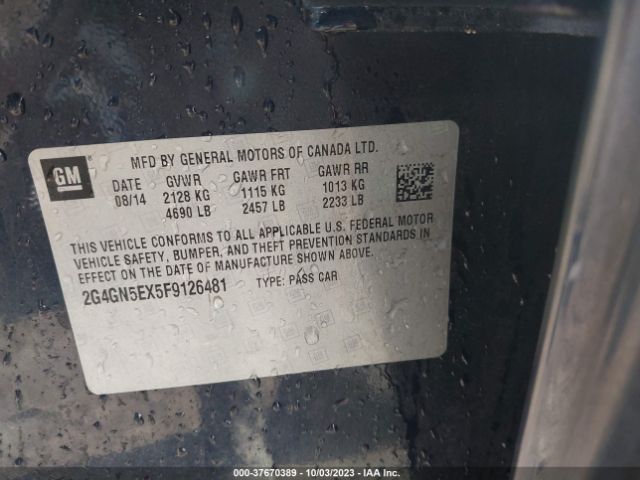 GM
MFD BY GENERAL MOTORS OF CANADA LTD.
DATE GVWR GAWR FRT GAWR RR
08/14 2128 KG 1115 KG 1013 KG
4690 LB 2457 LB 2233 LB
THIS VEHICLE CONFORMS TO ALL APPLICABLE U.S. FEDERAL MOTOR
VEHICLE SAFETY, BUMPER, AND THEFT PREVENTION STANDARDS IN
EFFECT ON THE DATE OF MANUFACTURE SHOWN ABOVE.
2G4GN5EX5F9126481 TYPE: PASS CAR
000-37670389 - 10/03/2023 - IAA Inc.